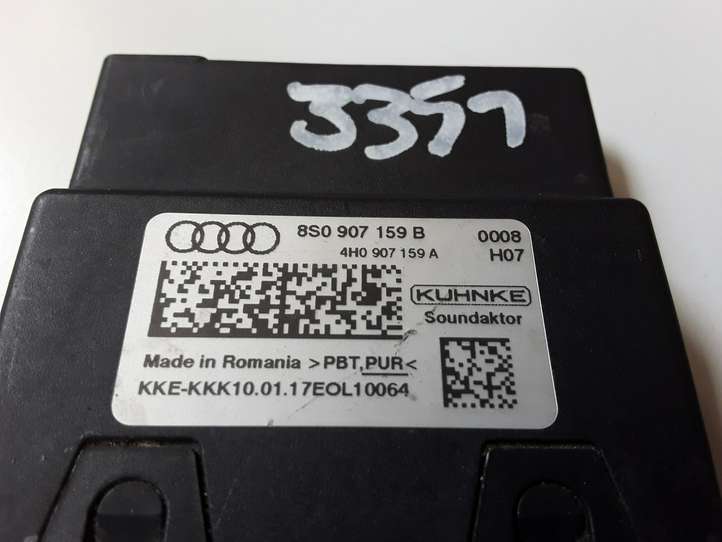 3351
8S0 907 159 B 0008
4H0 907 159 A H07
KUHNKE
Soundaktor
Made in Romania >PBT,PUR<
KKE-KKK10.01.17EOL10064